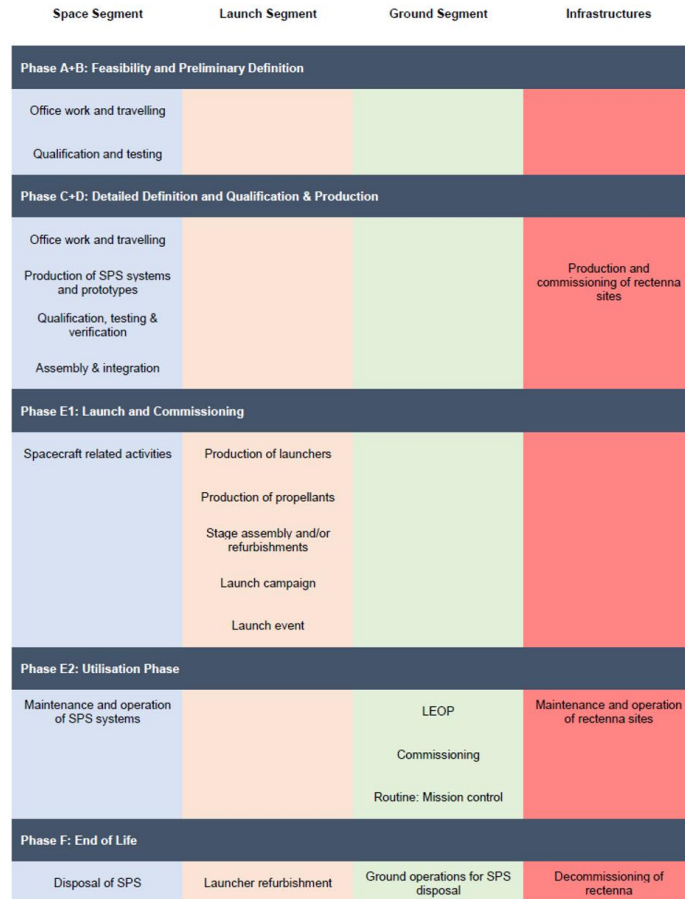 Space Segment Launch Segment Ground Segment Infrastructures
Phase A+B: Feasibility and Preliminary Definition
Office work and travelling
Qualification and testing
Phase C+D: Detailed Definition and Qualification & Production
Office work and travelling
Production of SPS systems
and prototypes
Qualification, testing &
verification
Assembly & integration
Production and
commissioning of rectenna
sites
Phase E1: Launch and Commissioning
Spacecraft related activities
Production of launchers
Production of propellants
Stage assembly and/or
refurbishments
Launch campaign
Launch event
Phase E2: Utilisation Phase
Maintenance and operation
of SPS systems
LEOP
Commissioning
Routine: Mission control
Maintenance and operation
of rectenna sites
Phase F: End of Life
Disposal of SPS
Launcher refurbishment
Ground operations for SPS
disposal
Decommissioning of
rectenna